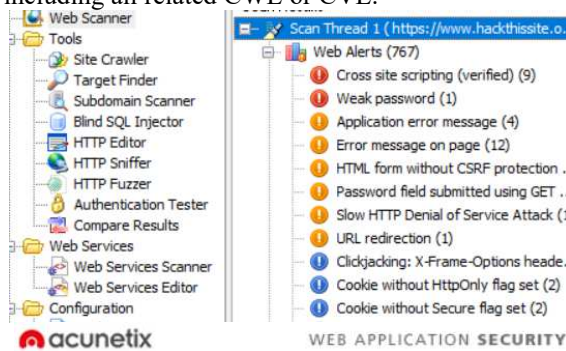 including all related CWE or CVE.
Web Scanner
Tools
Site Crawler
Target Finder
Subdomain Scanner
Blind SQL Injector
HTTP Editor
HTTP Sniffer
HTTP Fuzzer
Authentication Tester
Compare Results
Web Services
Web Services Scanner
Web Services Editor
Configuration
Scan Thread 1 ( https://www.hackthissite.o.
Web Alerts (767)
Cross site scripting (verified) (9)
Weak password (1)
Application error message (4)
Error message on page (12)
HTML form without CSRF protection .
Password field submitted using GET .
Slow HTTP Denial of Service Attack (1
URL redirection (1)
Clickjacking: X-Frame-Options heade.
Cookie without HttpOnly flag set (2)
Cookie without Secure flag set (2)
acunetix
WEB APPLICATION SECURITY